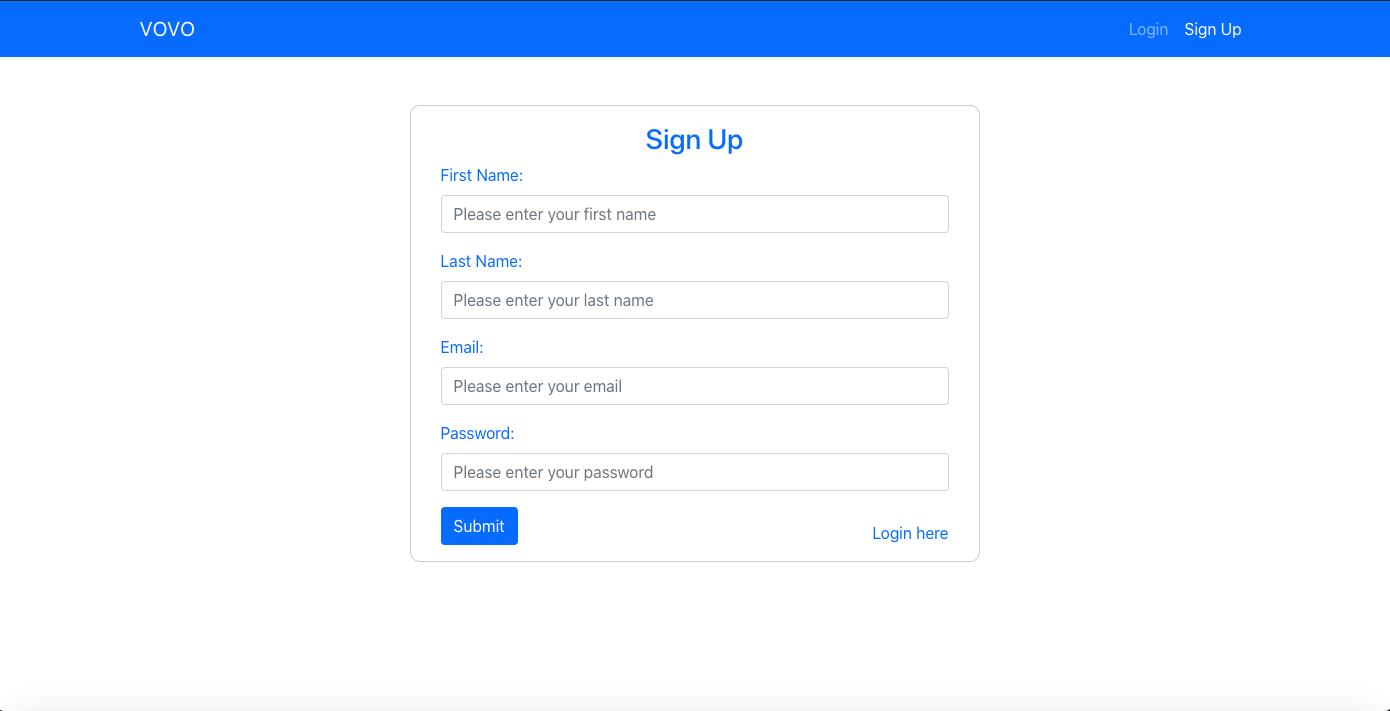 VOVO Login Sign Up
Sign Up
First Name:
Please enter your first name
Last Name:
Please enter your last name
Email:
Please enter your email
Password:
Please enter your password
Submit Login here